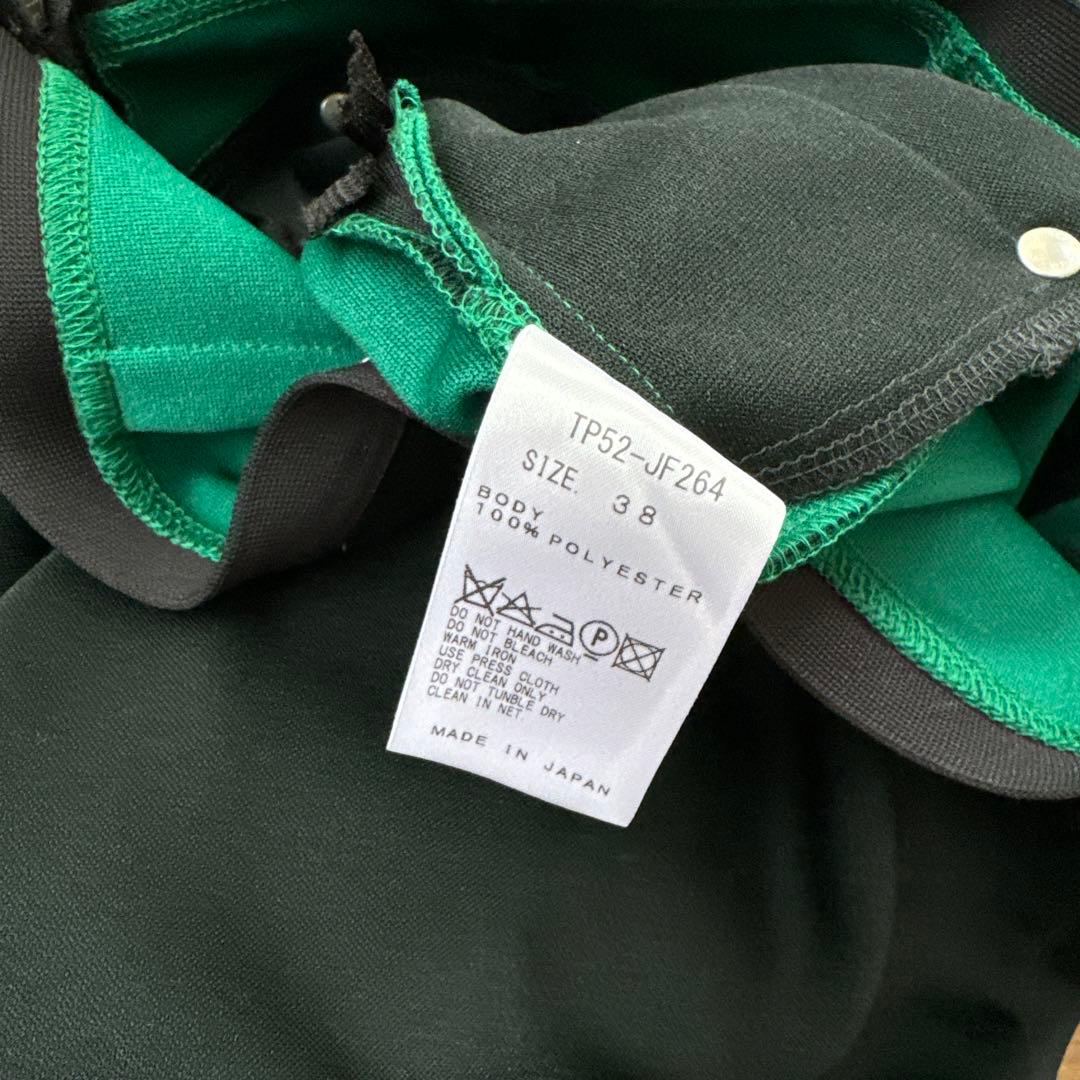 TP52-JF264
SIZE. 38
BODY
100% POLYESTER
P
DO NOT HAND WASH
DO NOT BLEACH
WARM IRON
USE PRESS CLOTH
DRY CLEAN ONLY
DO NOT TUNBLE DRY
CLEAN IN NET
MADE IN JAPAN